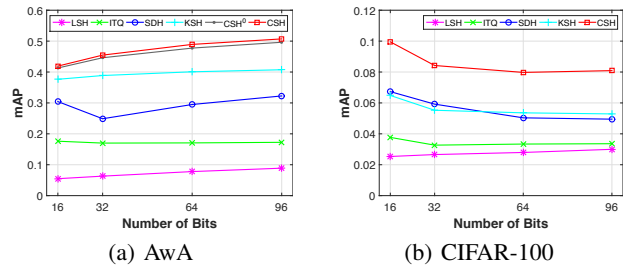 LSH ITQ SDH KSH CSH⁰ CSH
0.6
0.5
0.4
0.3
0.2
0.1
0
mAP
16 32 64 96
Number of Bits
(a) AwA
LSH ITQ SDH KSH CSH
0.12
0.1
0.08
0.06
0.04
0.02
0
mAP
16 32 64 96
Number of Bits
(b) CIFAR-100